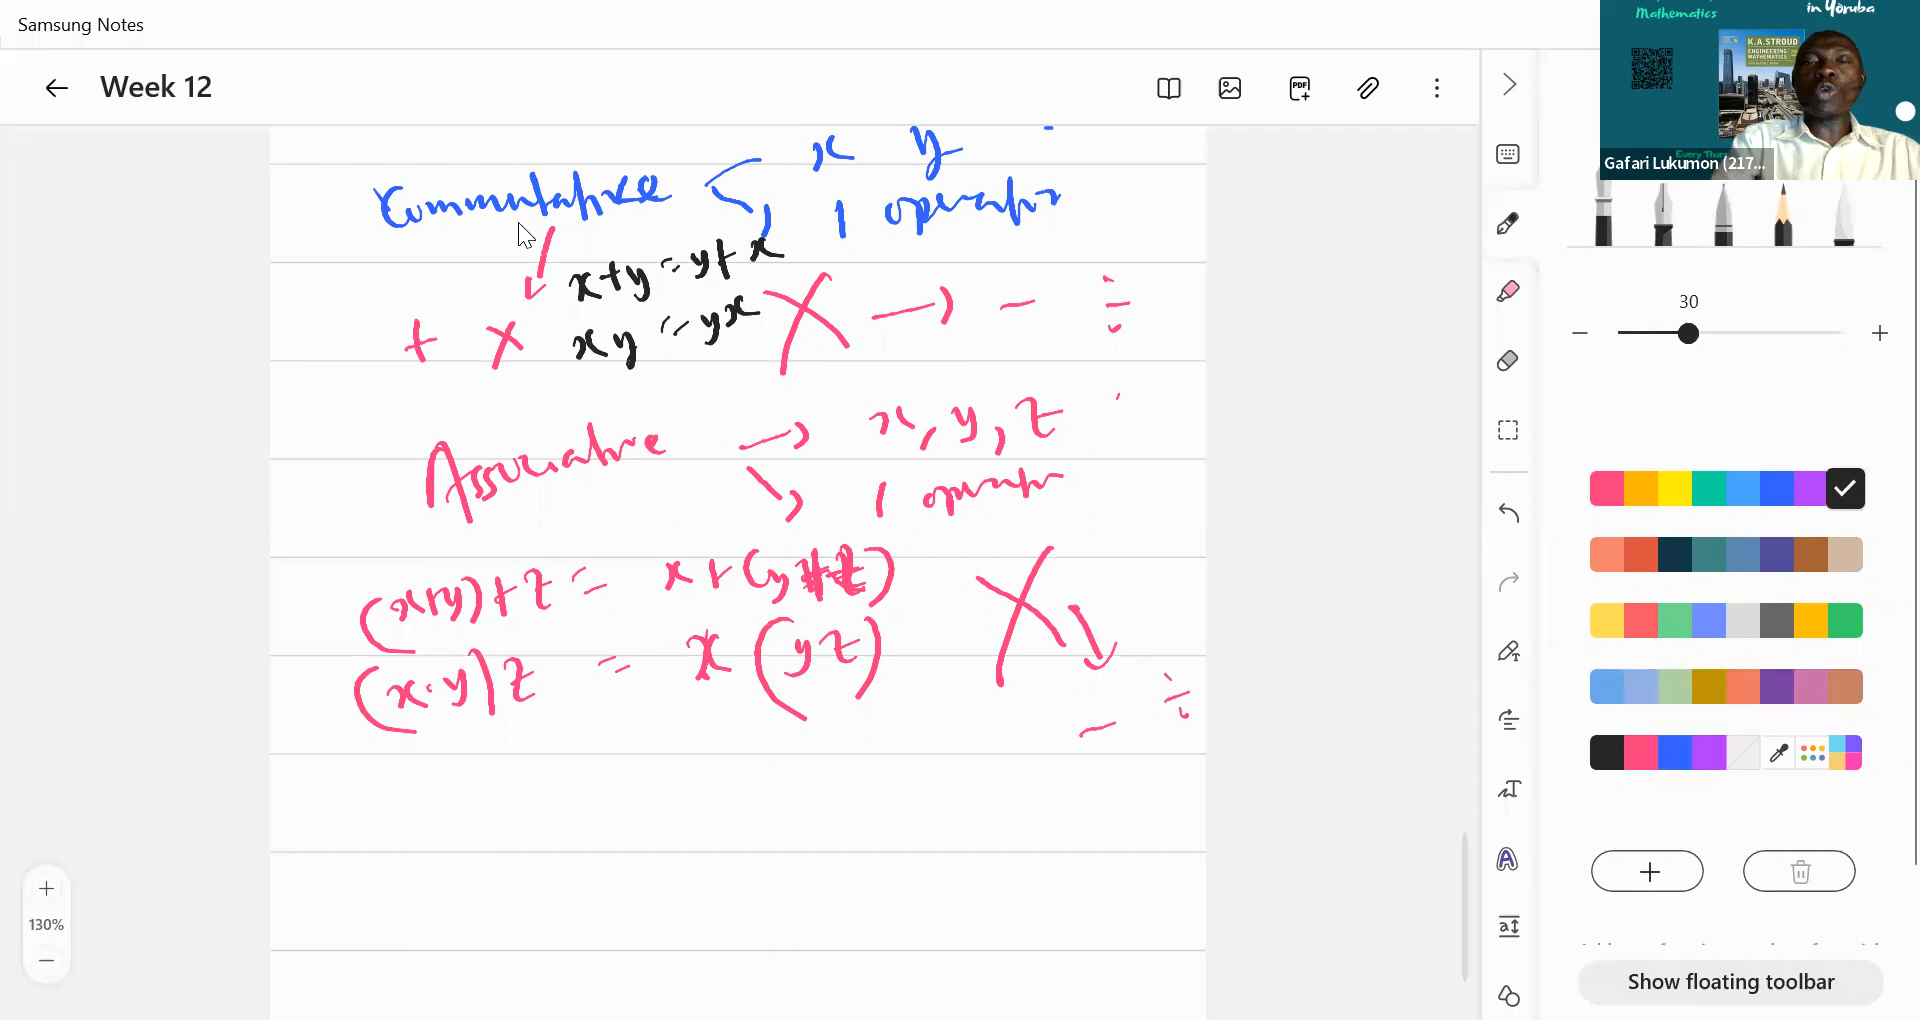 Samsung Notes
Mathematics
in Yoruba
Week 12
K.A. STROUD
ENGINEERING
MATHEMATICS
Gafari Lukumon (217...
x y
Commutative
1 operator
x+y = y+x
+ × xy = yx → - ÷
Associative → x, y, z
1 operator
(x+y)+z = x+(y+z)
(x·y)z = x(yz)
- ÷
30
130%
Show floating toolbar